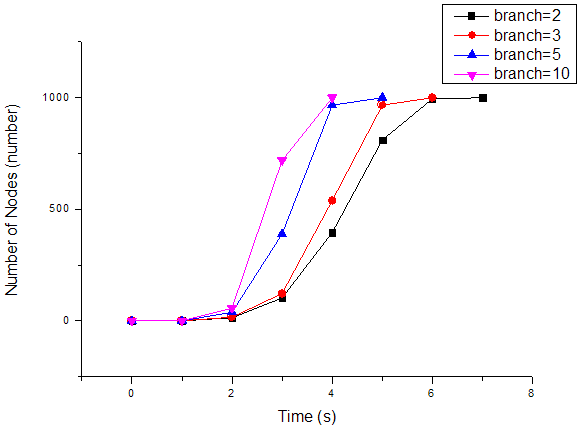 branch=2
branch=3
branch=5
branch=10
1000
500
0
Number of Nodes (number)
0 2 4 6 8
Time (s)